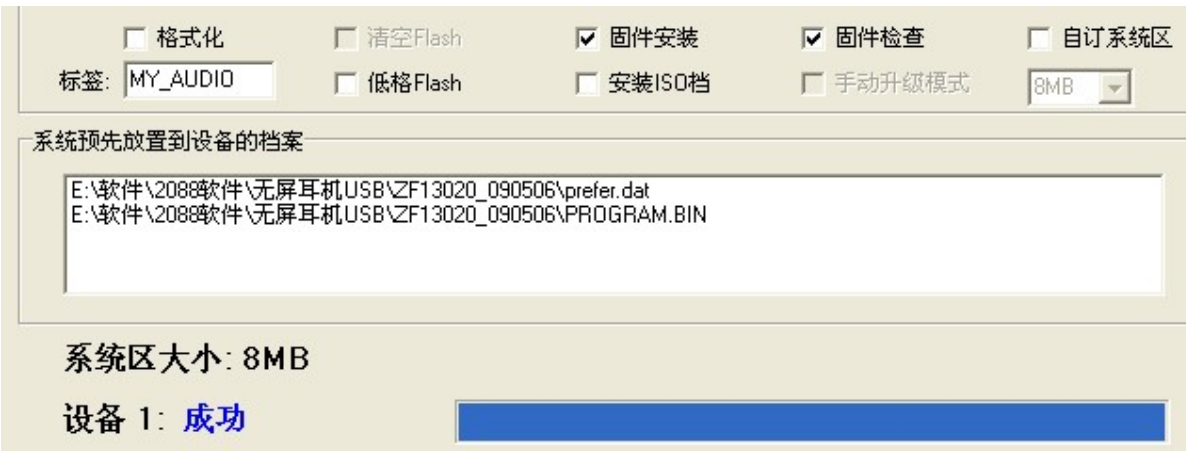 格式化 清空Flash 固件安装 固件检查 自订系统区
标签: MY_AUDIO 低格Flash 安装ISO档 手动升级模式 8MB
系统预先放置到设备的档案
E:\软件\2088软件\无屏耳机USB\ZF13020_090506\prefer.dat
E:\软件\2088软件\无屏耳机USB\ZF13020_090506\PROGRAM.BIN
系统区大小: 8MB
设备 1: 成功